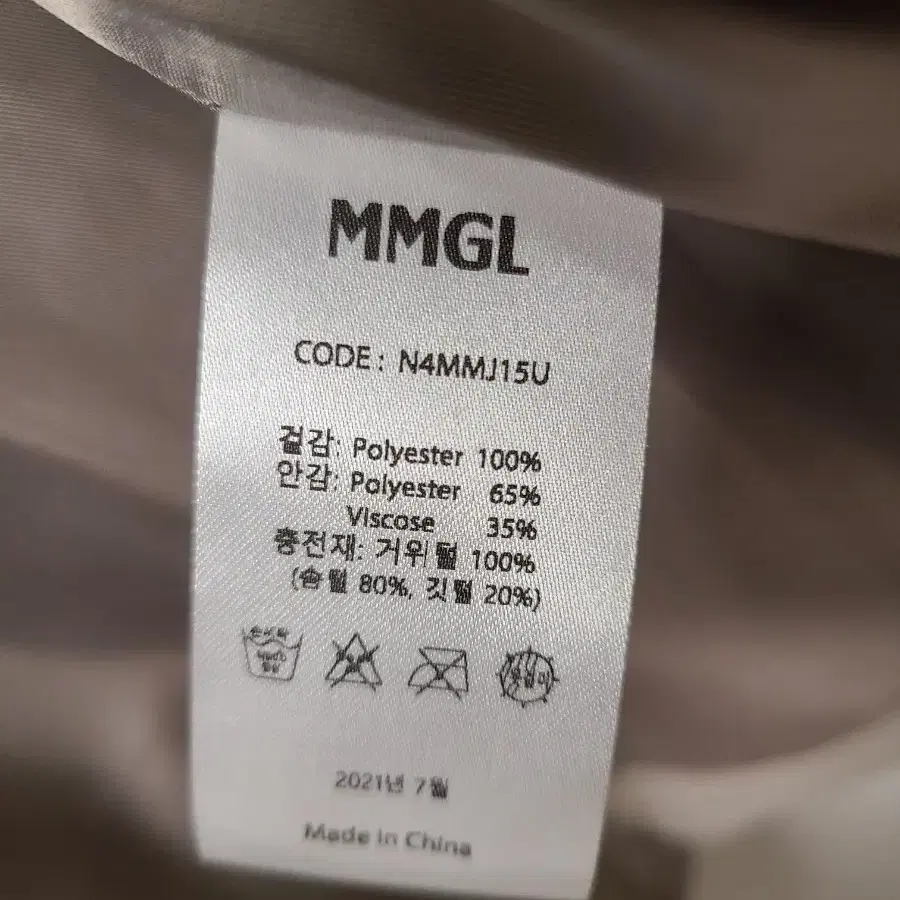 MMGL
CODE: N4MMJ15U
겉감: Polyester 100%
안감: Polyester 65%
Viscose 35%
충전재: 거위털 100%
(솜털 80%, 깃털 20%)
2021년 7월
Made in China